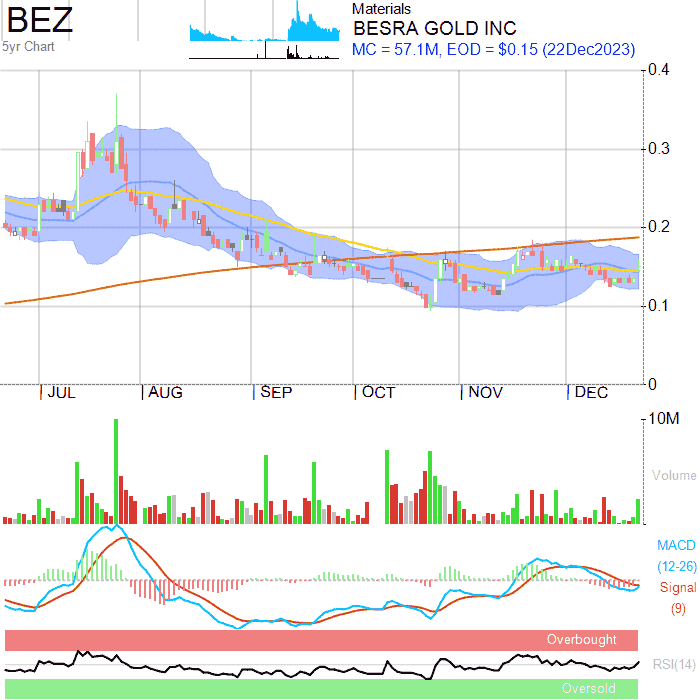 BEZ
5yr Chart
Materials
BESRA GOLD INC
MC = 57.1M, EOD = $0.15 (22Dec2023)
0.4
0.3
0.2
0.1
0
JUL AUG SEP OCT NOV DEC
10M
Volume
MACD
(12-26)
Signal
(9)
Overbought
RSI(14)
Oversold